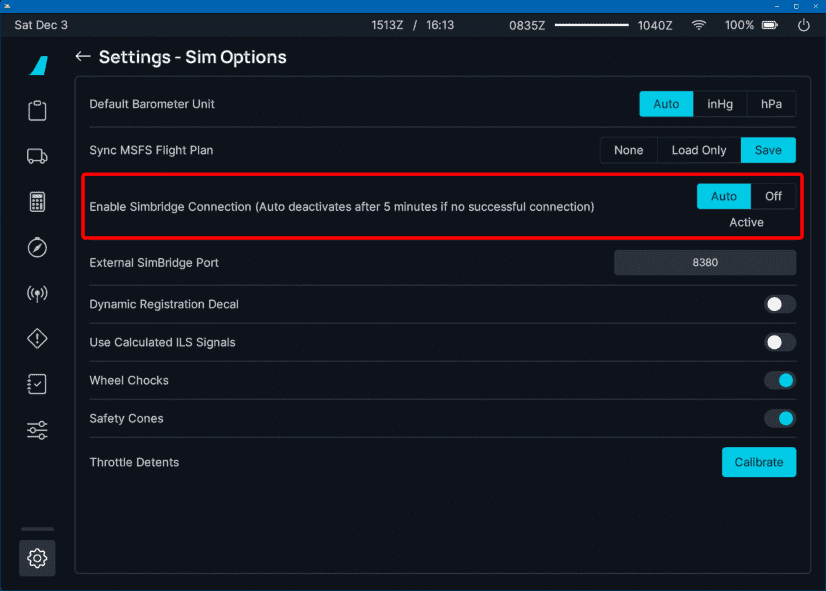 Sat Dec 3 1513Z / 16:13 0835Z 1040Z 100%
Settings - Sim Options
Default Barometer Unit Auto inHg hPa
Sync MSFS Flight Plan None Load Only Save
Enable Simbridge Connection (Auto deactivates after 5 minutes if no successful connection) Auto Off
Active
External SimBridge Port 8380
Dynamic Registration Decal
Use Calculated ILS Signals
Wheel Chocks
Safety Cones
Throttle Detents Calibrate